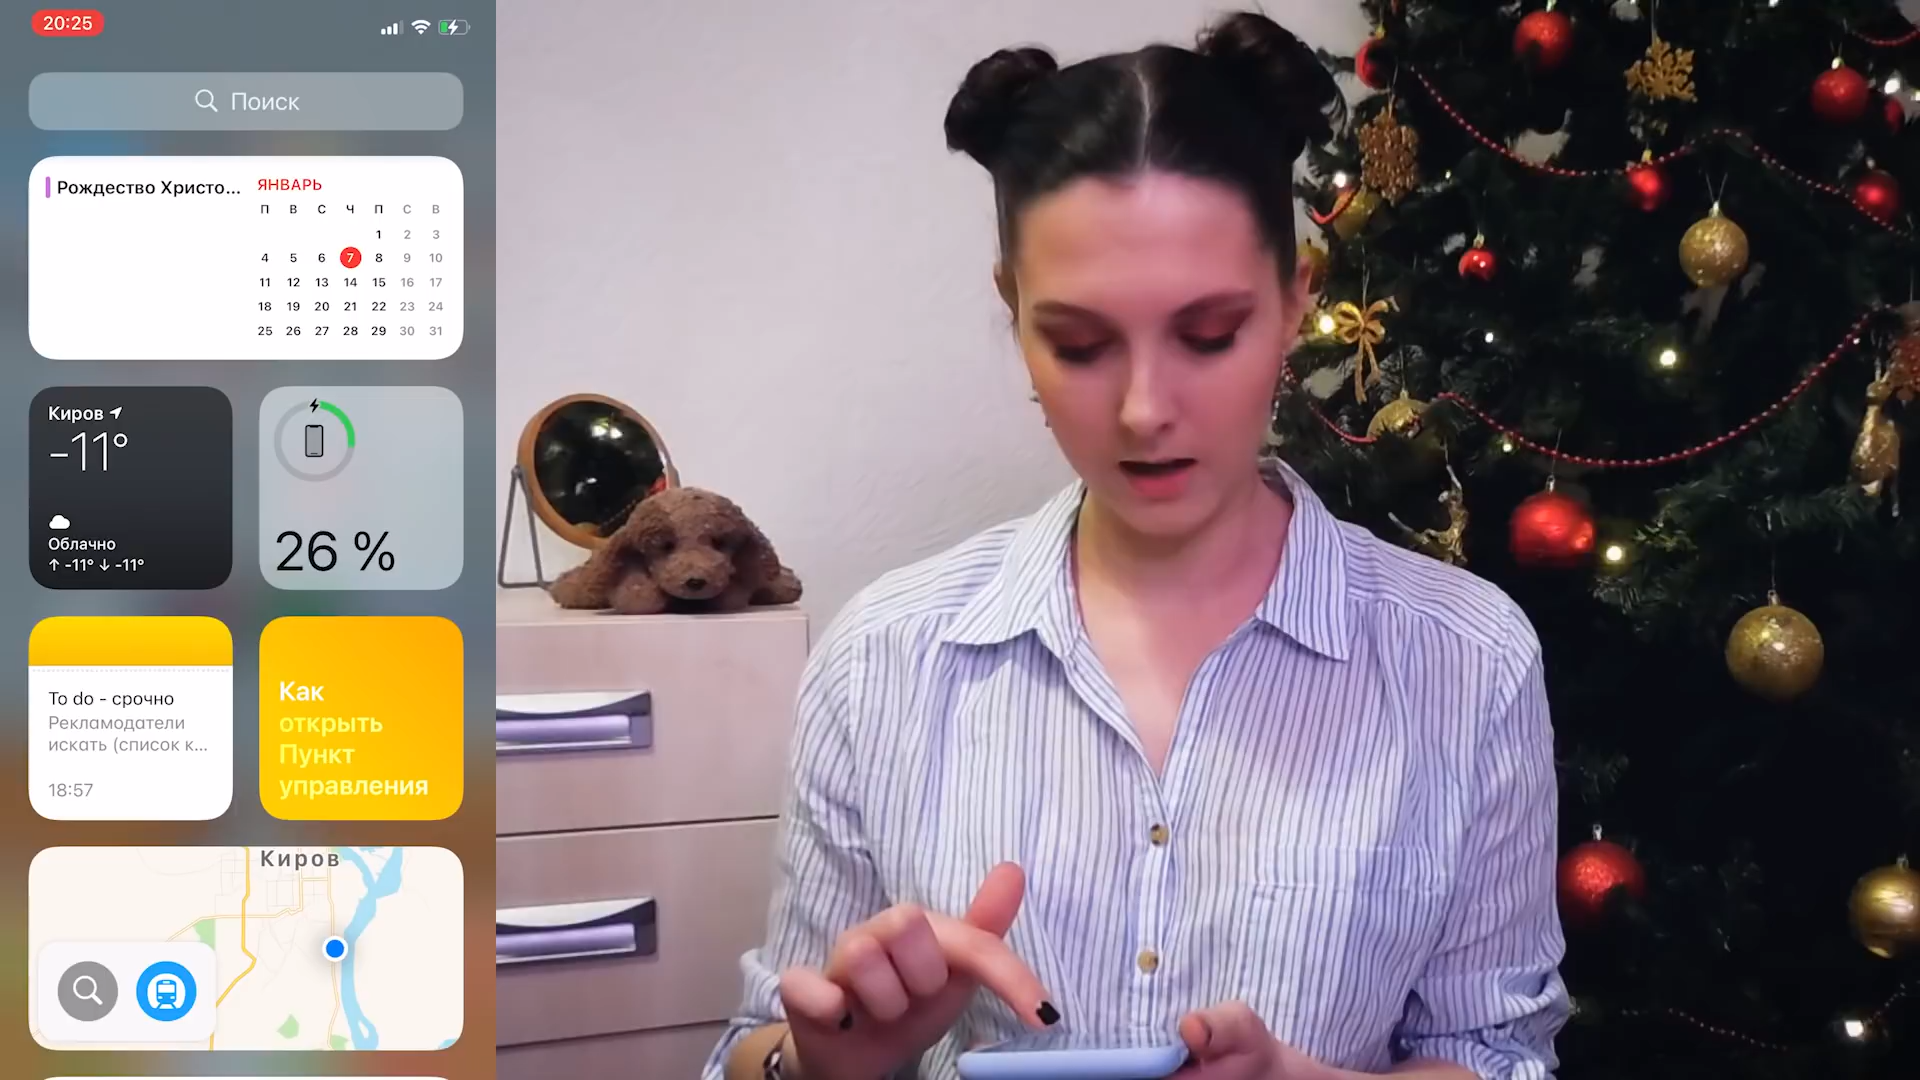 20:25
Поиск
Рождество Христо...
ЯНВАРЬ
П В С Ч П С В
1 2 3
4 5 6 7 8 9 10
11 12 13 14 15 16 17
18 19 20 21 22 23 24
25 26 27 28 29 30 31
Киров
-11°
Облачно
↑ -11° ↓ -11°
26 %
To do - срочно
Рекламодатели
искать (список к...
18:57
Как
открыть
Пункт
управления
Киров